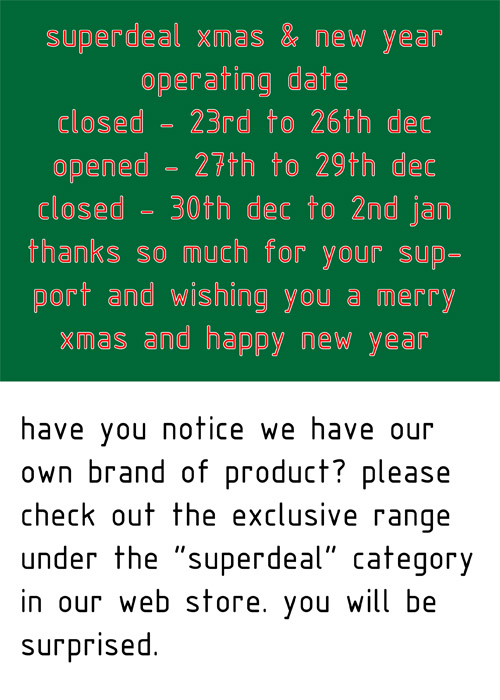 superdeal xmas & new year
operating date
closed - 23rd to 26th dec
opened - 27th to 29th dec
closed - 30th dec to 2nd jan
thanks so much for your sup-
port and wishing you a merry
xmas and happy new year
have you notice we have our
own brand of product? please
check out the exclusive range
under the "superdeal" category
in our web store. you will be
surprised.